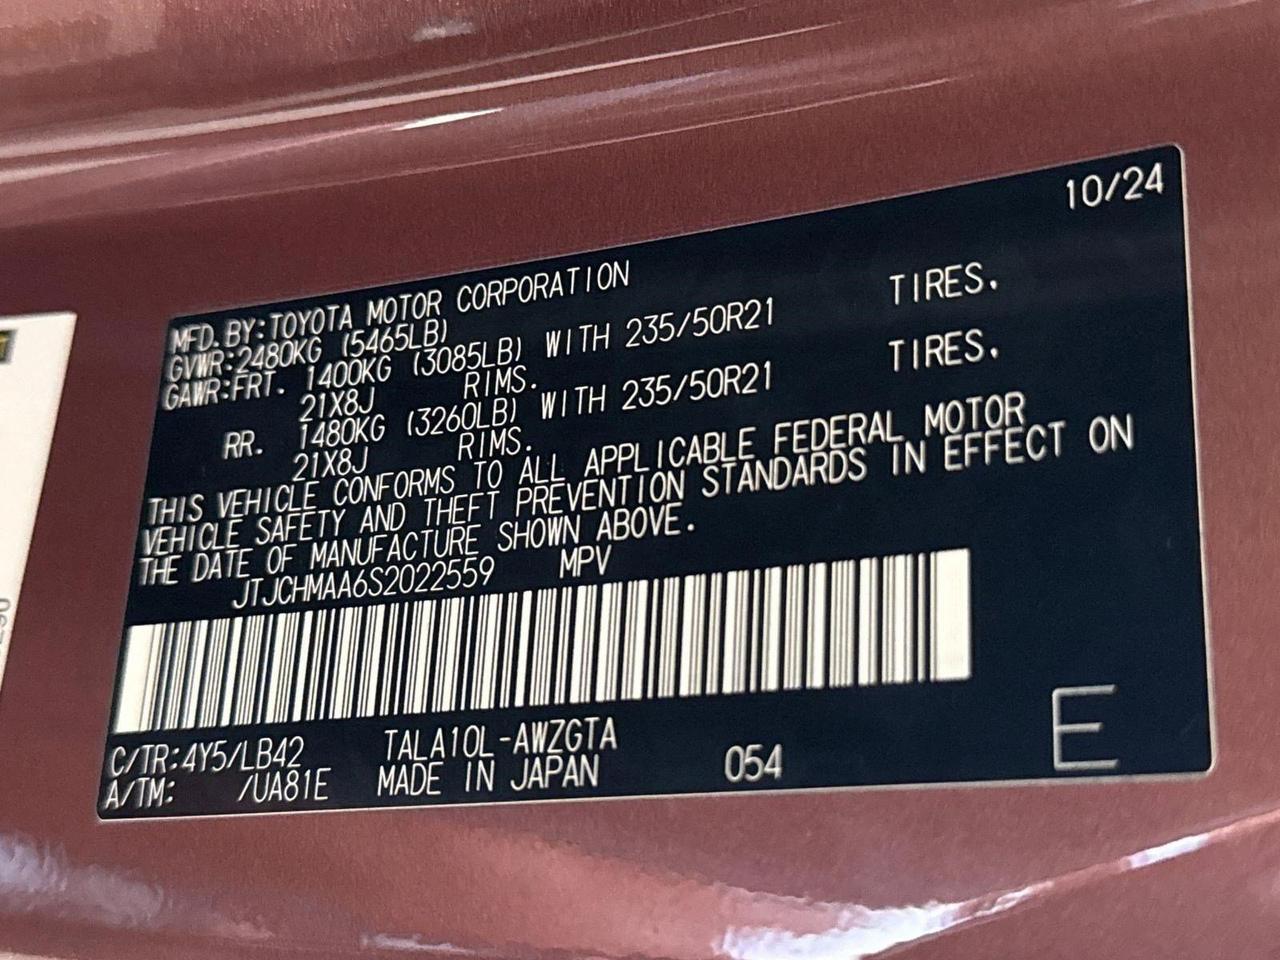 10/24
MFD.BY:TOYOTA MOTOR CORPORATION
GVWR:2480KG (5465LB)
GAWR:FRT. 1400KG (3085LB) WITH 235/50R21 TIRES.
21X8J RIMS.
RR. 1480KG (3260LB) WITH 235/50R21 TIRES.
21X8J RIMS.
THIS VEHICLE CONFORMS TO ALL APPLICABLE FEDERAL MOTOR
VEHICLE SAFETY AND THEFT PREVENTION STANDARDS IN EFFECT ON
THE DATE OF MANUFACTURE SHOWN ABOVE.
JTJCHMAA6S2022559 MPV
C/TR:4Y5/LB42 TALA10L-AWZGTA
A/TM: /UA81E MADE IN JAPAN 054
E